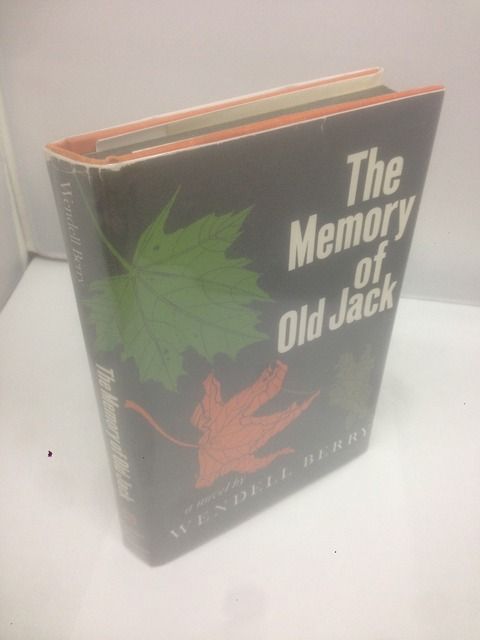 The
Memory
of
Old Jack
a novel by
WENDELL BERRY
Wendell Berry
The Memory of Old Jack